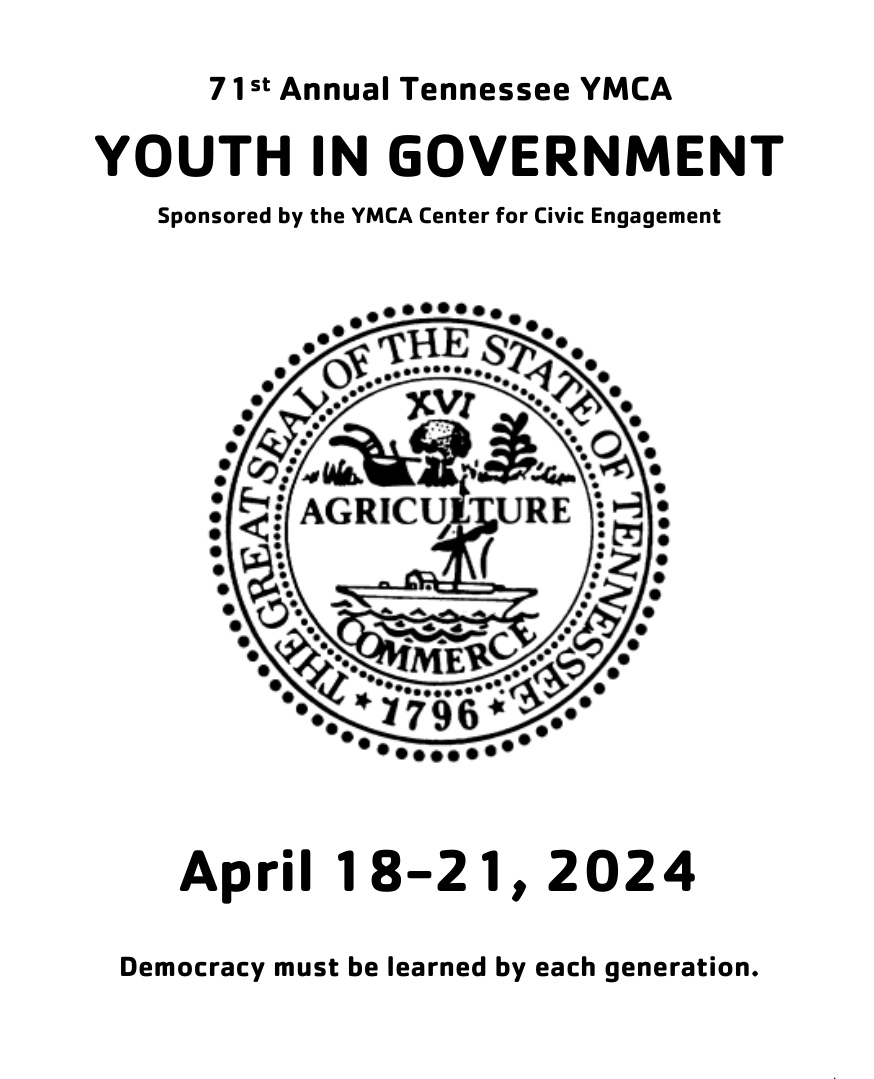 71st Annual Tennessee YMCA
YOUTH IN GOVERNMENT
Sponsored by the YMCA Center for Civic Engagement
THE GREAT SEAL OF THE STATE OF TENNESSEE
XVI
AGRICULTURE
COMMERCE
★ 1796 ★
April 18-21, 2024
Democracy must be learned by each generation.